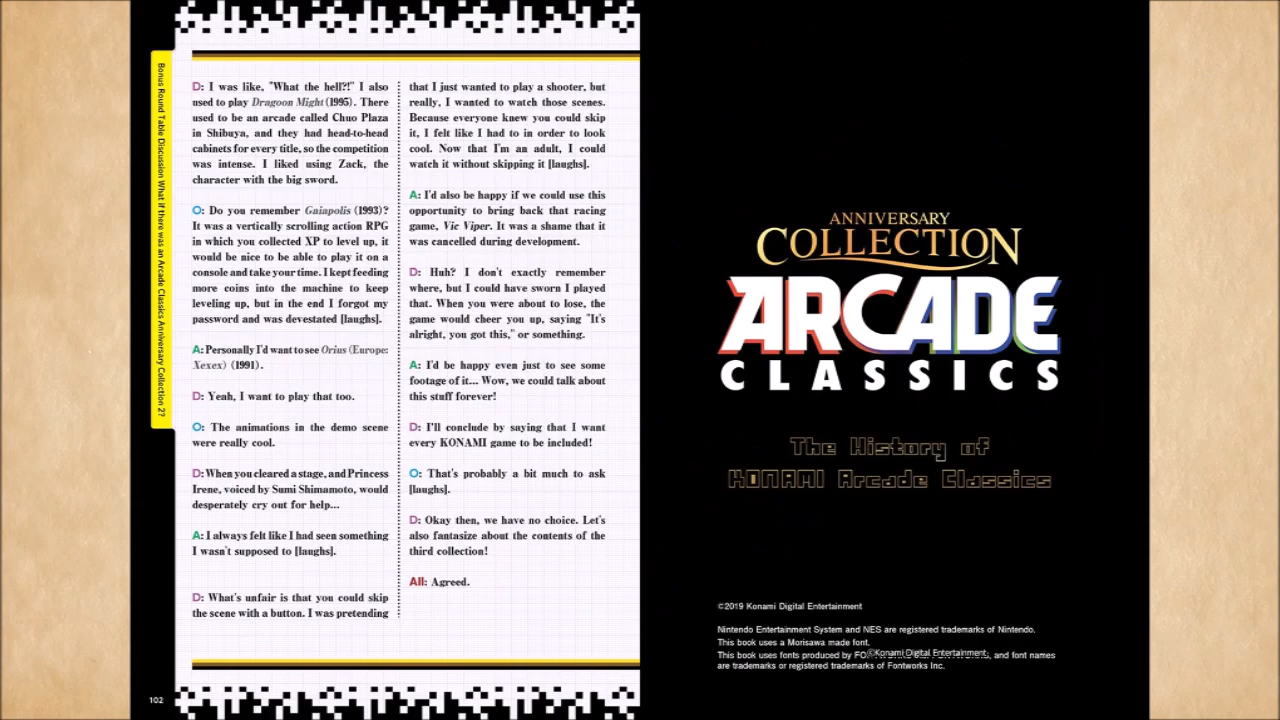 Bonus Round Table Discussion What if there was an Arcade Classics Anniversary Collection 2?
D: I was like, "What the hell?!" I also
used to play Dragoon Might (1995). There
used to be an arcade called Chuo Plaza
in Shibuya, and they had head-to-head
cabinets for every title, so the competition
was intense. I liked using Zack, the
character with the big sword.
O: Do you remember Gaiapolis (1993)?
It was a vertically scrolling action RPG
in which you collected XP to level up, it
would be nice to be able to play it on a
console and take your time. I kept feeding
more coins into the machine to keep
leveling up, but in the end I forgot my
password and was devestated [laughs].
A: Personally I'd want to see Orius (Europe:
Xexex) (1991).
D: Yeah, I want to play that too.
O: The animations in the demo scene
were really cool.
D: When you cleared a stage, and Princess
Irene, voiced by Sumi Shimamoto, would
desperately cry out for help...
A: I always felt like I had seen something
I wasn't supposed to [laughs].
D: What's unfair is that you could skip
the scene with a button. I was pretending
that I just wanted to play a shooter, but
really, I wanted to watch those scenes.
Because everyone knew you could skip
it, I felt like I had to in order to look
cool. Now that I'm an adult, I could
watch it without skipping it [laughs].
A: I'd also be happy if we could use this
opportunity to bring back that racing
game, Vic Viper. It was a shame that it
was cancelled during development.
D: Huh? I don't exactly remember
where, but I could have sworn I played
that. When you were about to lose, the
game would cheer you up, saying "It's
alright, you got this," or something.
A: I'd be happy even just to see some
footage of it... Wow, we could talk about
this stuff forever!
D: I'll conclude by saying that I want
every KONAMI game to be included!
O: That's probably a bit much to ask
[laughs].
D: Okay then, we have no choice. Let's
also fantasize about the contents of the
third collection!
All: Agreed.
102
ANNIVERSARY
COLLECTION
ARCADE
CLASSICS
The History of
KONAMI Arcade Classics
©2019 Konami Digital Entertainment
Nintendo Entertainment System and NES are registered trademarks of Nintendo.
This book uses a Morisawa made font.
This book uses fonts produced by , and font names
©Konami Digital Entertainment
are trademarks or registered trademarks of Fontworks Inc.